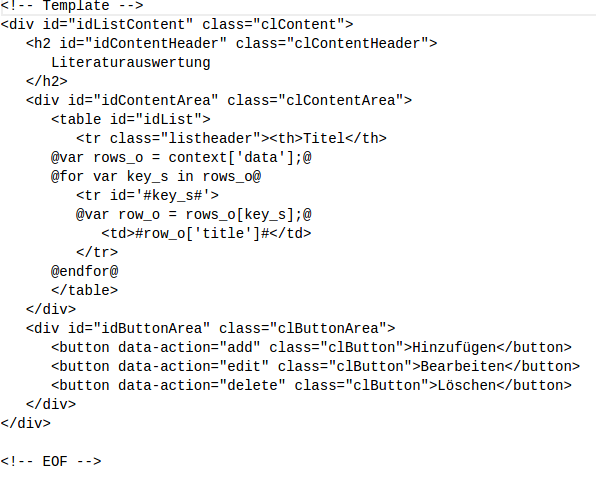 <!-- Template -->
<div id="idListContent" class="clContent">
   <h2 id="idContentHeader" class="clContentHeader">
      Literaturauswertung
   </h2>
   <div id="idContentArea" class="clContentArea">
      <table id="idList">
         <tr class="listheader"><th>Titel</th>
      @var rows_o = context['data'];@
      @for var key_s in rows_o@
         <tr id='#key_s#'>
         @var row_o = rows_o[key_s];@
            <td>#row_o['title']#</td>
         </tr>
      @endfor@
      </table>
   </div>
   <div id="idButtonArea" class="clButtonArea">
      <button data-action="add" class="clButton">Hinzufügen</button>
      <button data-action="edit" class="clButton">Bearbeiten</button>
      <button data-action="delete" class="clButton">Löschen</button>
   </div>
</div>

<!-- EOF -->